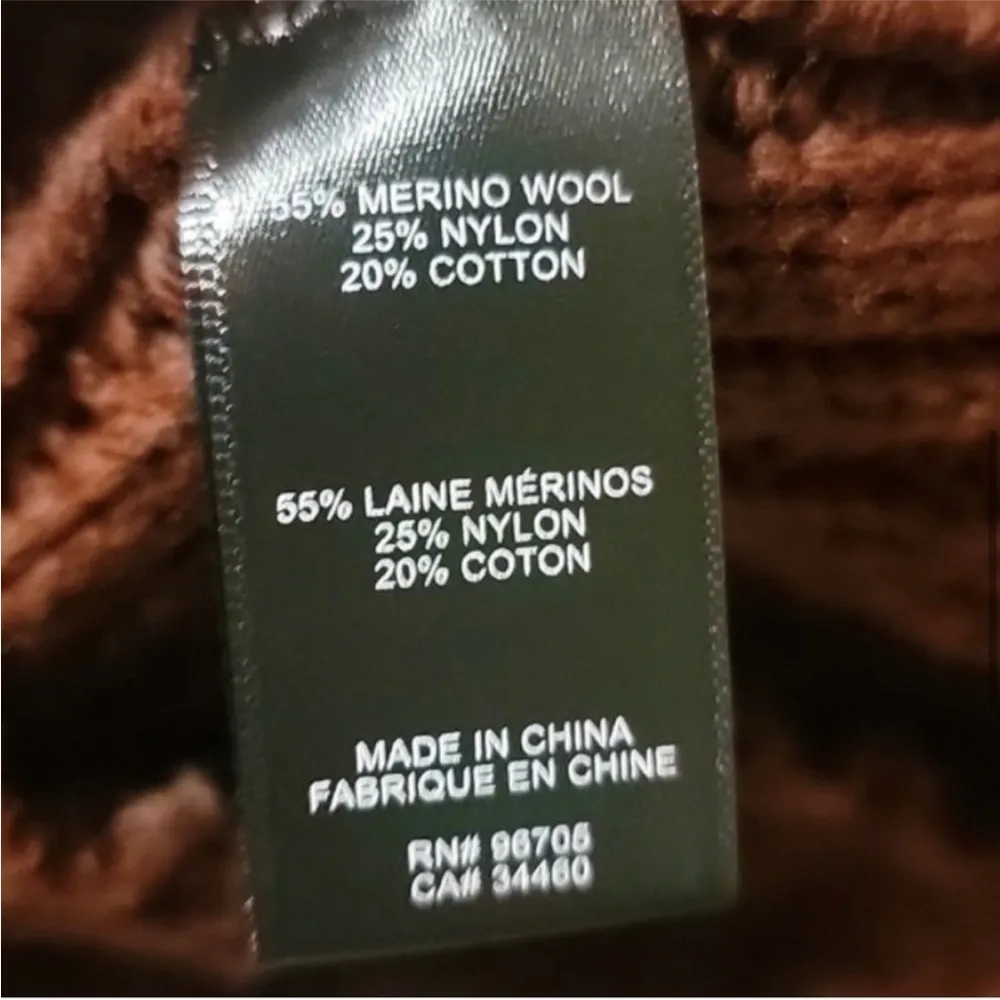 55% MERINO WOOL
25% NYLON
20% COTTON
55% LAINE MÉRINOS
25% NYLON
20% COTON
MADE IN CHINA
FABRIQUE EN CHINE
RN# 96705
CA# 34460